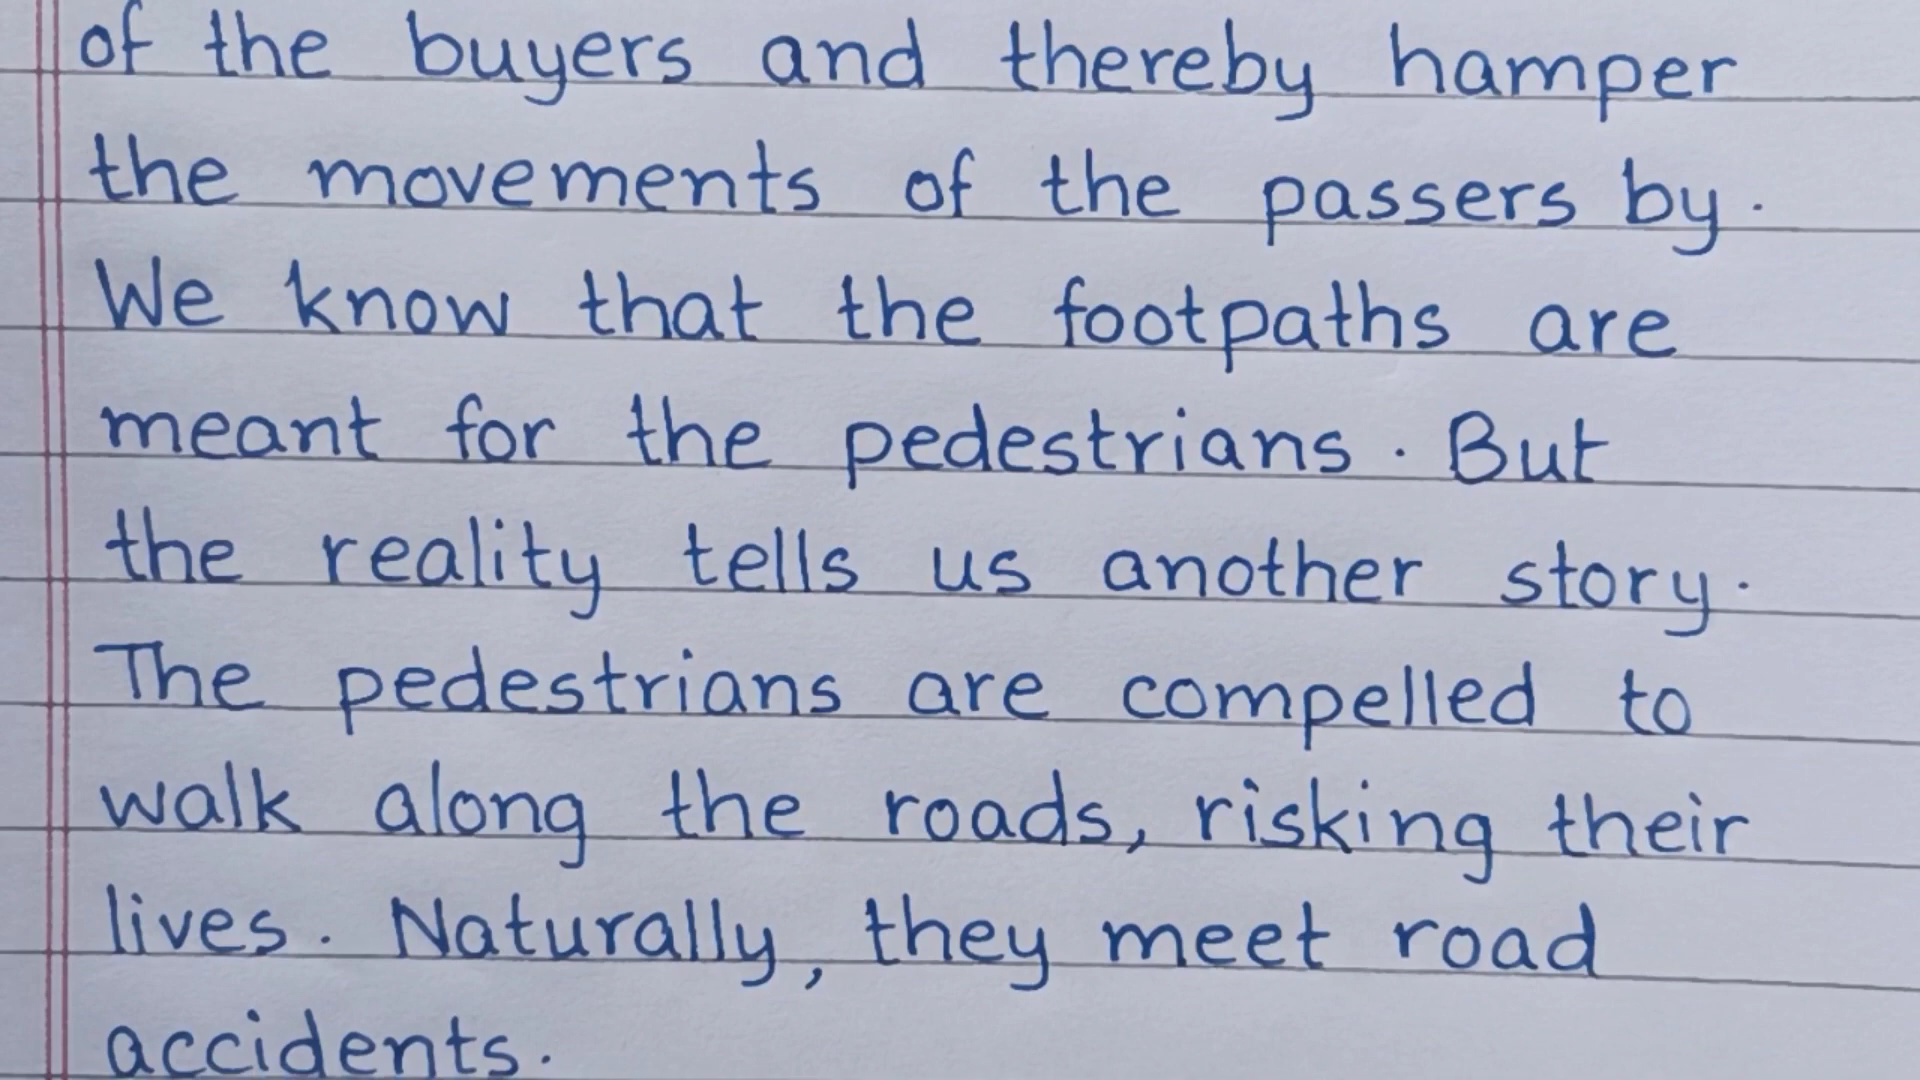 of the buyers and thereby hamper
the movements of the passers by.
We know that the footpaths are
meant for the pedestrians. But
the reality tells us another story.
The pedestrians are compelled to
walk along the roads, risking their
lives. Naturally, they meet road
accidents.